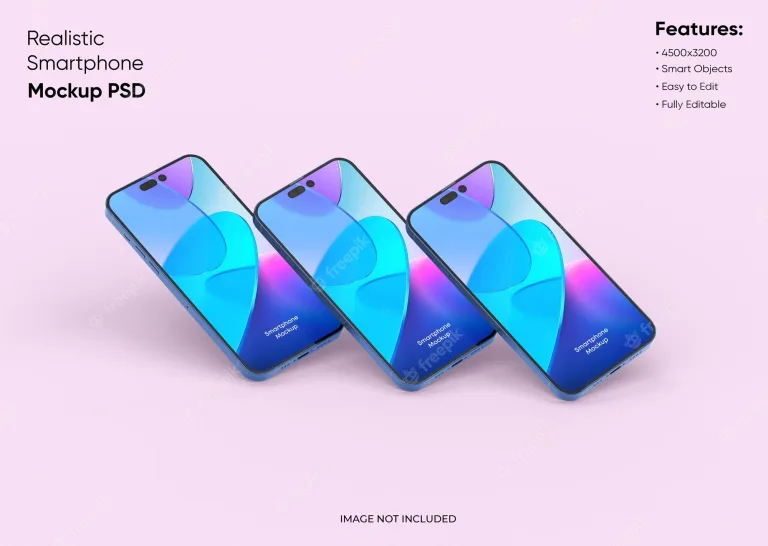 Realistic
Smartphone
Mockup PSD
Features:
• 4500x3200
• Smart Objects
• Easy to Edit
• Fully Editable
Smartphone
Mockup
Smartphone
Mockup
Smartphone
Mockup
freepik
freepik
freepik
IMAGE NOT INCLUDED